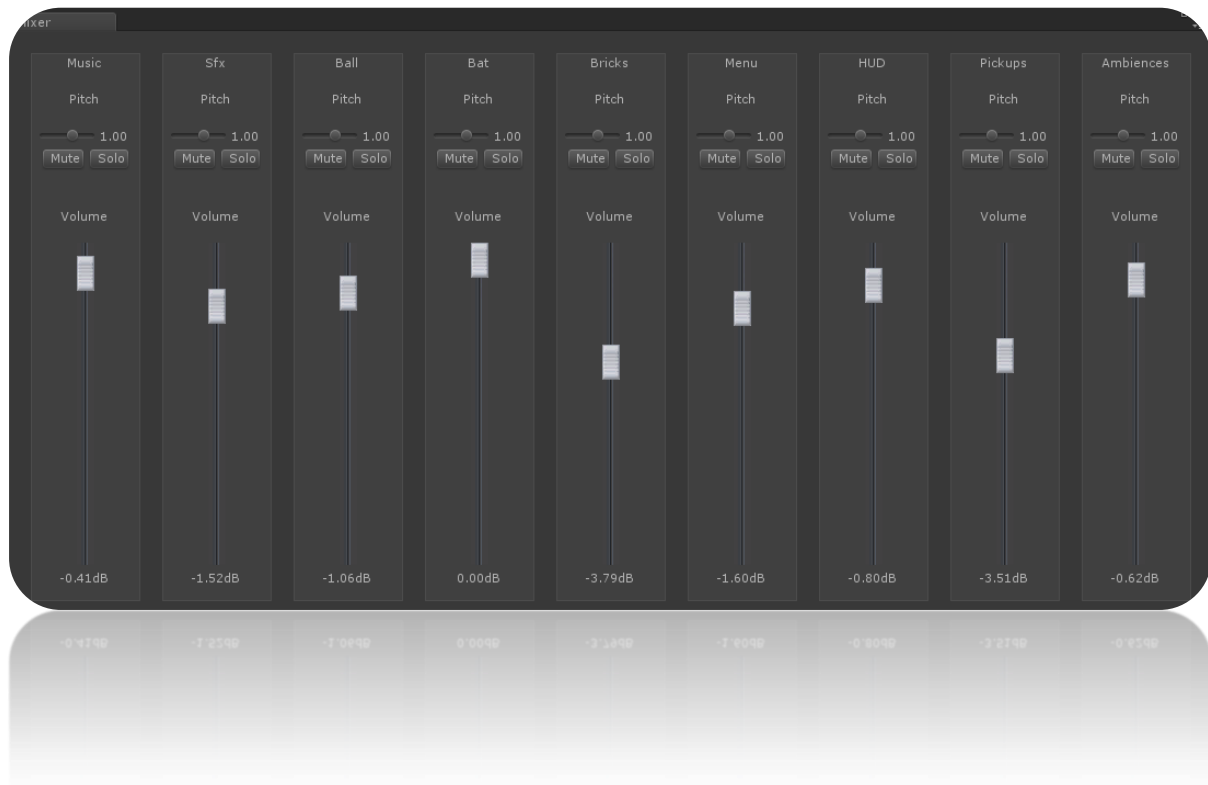 Music Sfx Ball Bat Bricks Menu HUD Pickups Ambiences
Pitch Pitch Pitch Pitch Pitch Pitch Pitch Pitch Pitch
1.00 1.00 1.00 1.00 1.00 1.00 1.00 1.00 1.00
Mute Solo Mute Solo Mute Solo Mute Solo Mute Solo Mute Solo Mute Solo Mute Solo Mute Solo
Volume Volume Volume Volume Volume Volume Volume Volume Volume
-0.41dB -1.52dB -1.06dB 0.00dB -3.79dB -1.60dB -0.80dB -3.51dB -0.62dB